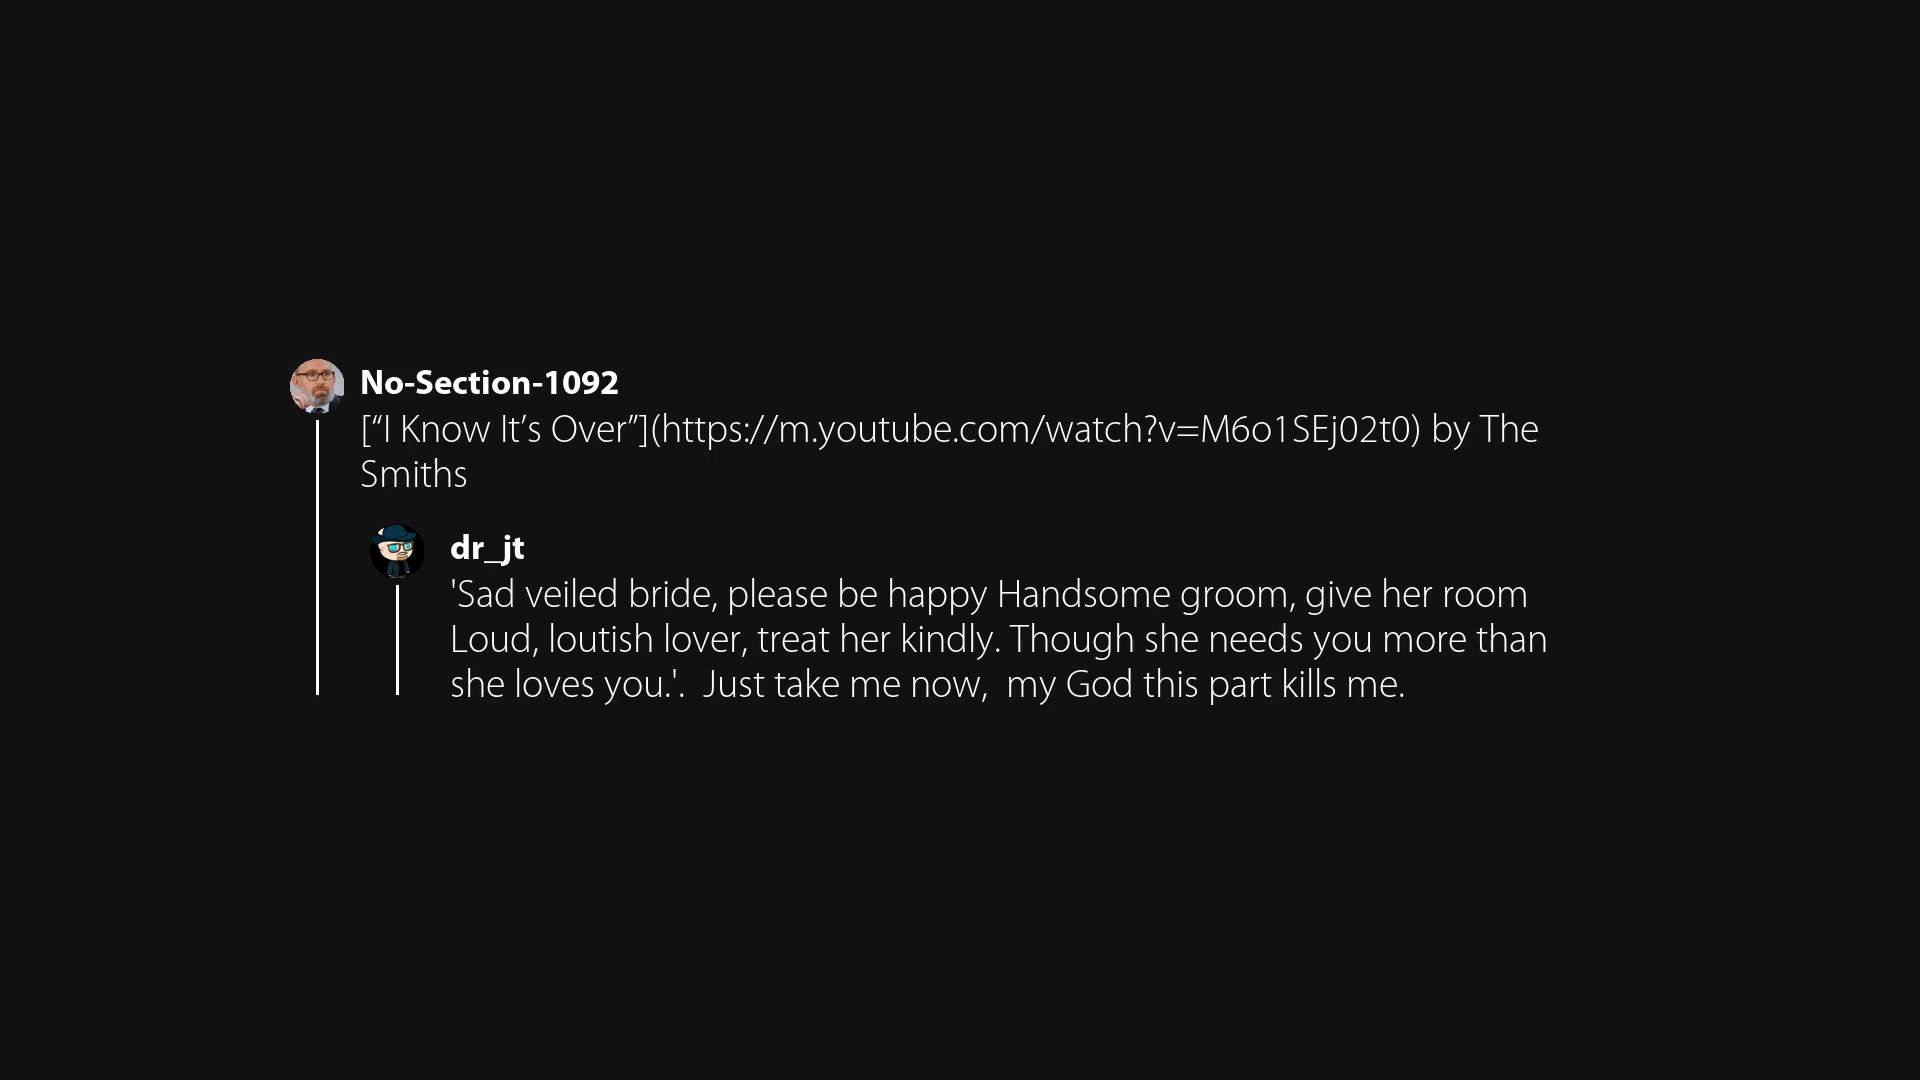 No-Section-1092
[“I Know It’s Over”](https://m.youtube.com/watch?v=M6o1SEj02t0) by The
Smiths
dr_jt
'Sad veiled bride, please be happy Handsome groom, give her room
Loud, loutish lover, treat her kindly. Though she needs you more than
she loves you.'.  Just take me now,  my God this part kills me.